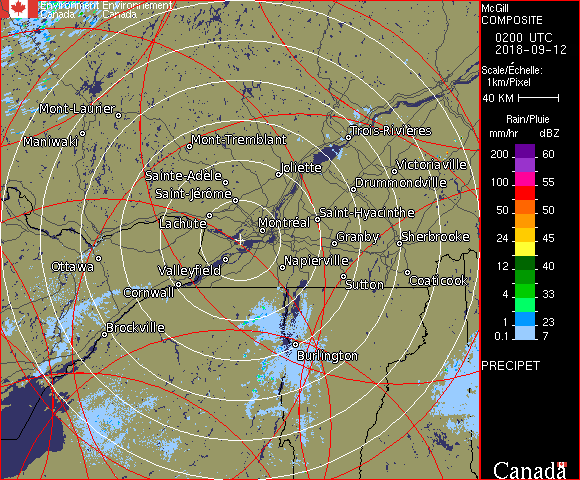 Environment Environnement
Canada Canada
McGill
COMPOSITE
0200 UTC
2018-09-12
Scale/Échelle:
1km/Pixel
40 KM
Rain/Pluie
mm/hr dBZ
200 60
100 55
50 50
24 45
12 40
4 33
1 23
0.1 7
PRECIPET
Canada
Mont-Laurier
Maniwaki
Mont-Tremblant
Trois-Rivières
Sainte-Adèle
Joliette
Victoriaville
Saint-Jérôme
Drummondville
Lachute
Montréal
Saint-Hyacinthe
Granby
Sherbrooke
Ottawa
Valleyfield
Napierville
Cornwall
Sutton
Coaticook
Brockville
Burlington